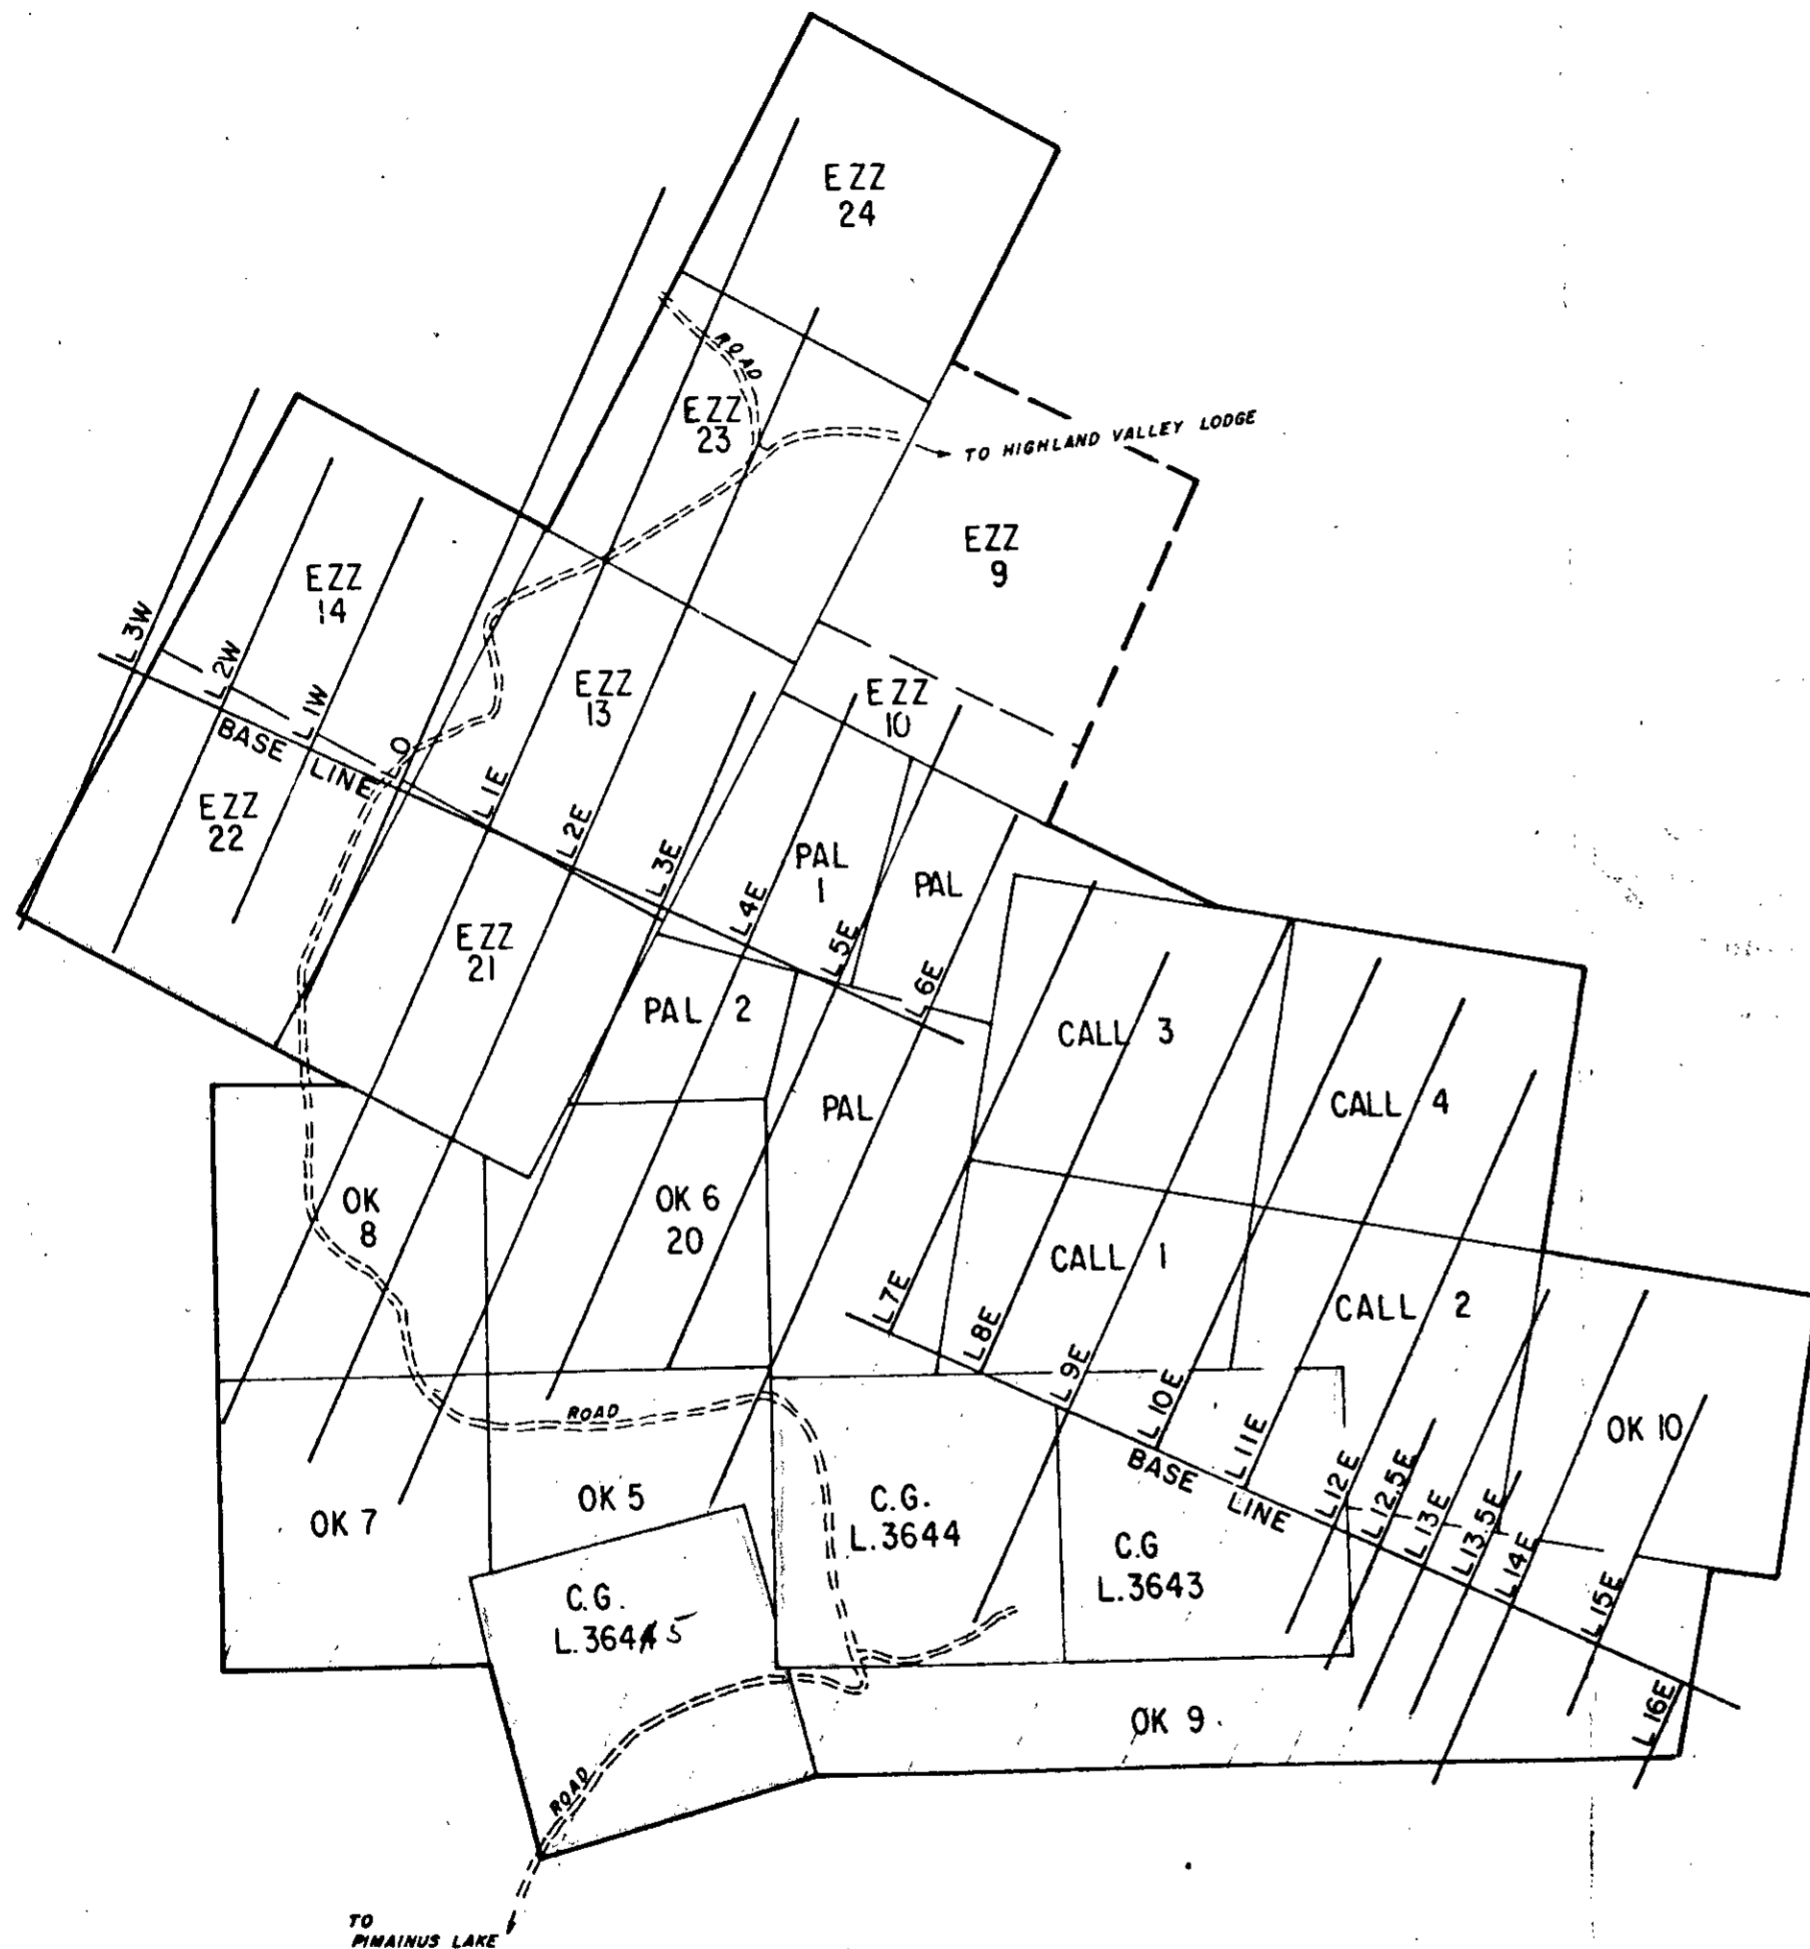 EZZ
24
ROAD
EZZ
23
TO HIGHLAND VALLEY LODGE
EZZ
9
EZZ
14
L3W
L2W
L1W
EZZ
13
EZZ
10
BASE LINE
LO
L1E
L2E
L3E
L4E
L5E
L6E
EZZ
22
PAL
1
PAL
EZZ
21
PAL 2
CALL 3
PAL
CALL 4
OK
8
OK 6
20
CALL 1
L7E
L8E
L9E
L10E
L11E
L12E
L12.5E
L13E
L13.5E
L14E
L15E
L16E
CALL 2
ROAD
OK 10
BASE LINE
OK 7
OK 5
C.G.
L.3644
C.G
L.3643
C.G.
L.3645
OK 9
ROAD
TO
PIMAINUS LAKE